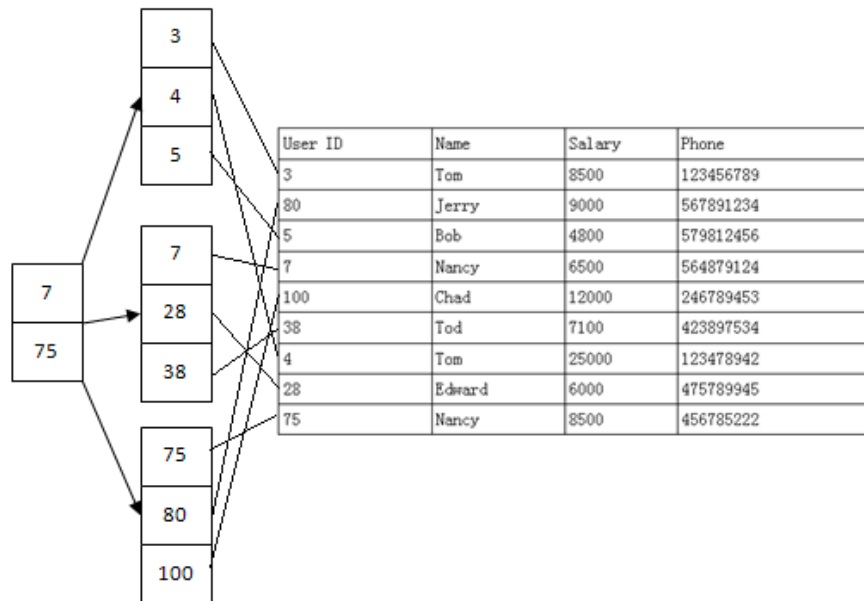 7
75
3
4
5
7
28
38
75
80
100
User ID Name Salary Phone
3 Tom 8500 123456789
80 Jerry 9000 567891234
5 Bob 4800 579812456
7 Nancy 6500 564879124
100 Chad 12000 246789453
38 Tod 7100 423897534
4 Tom 25000 123478942
28 Edward 6000 475789945
75 Nancy 8500 456785222